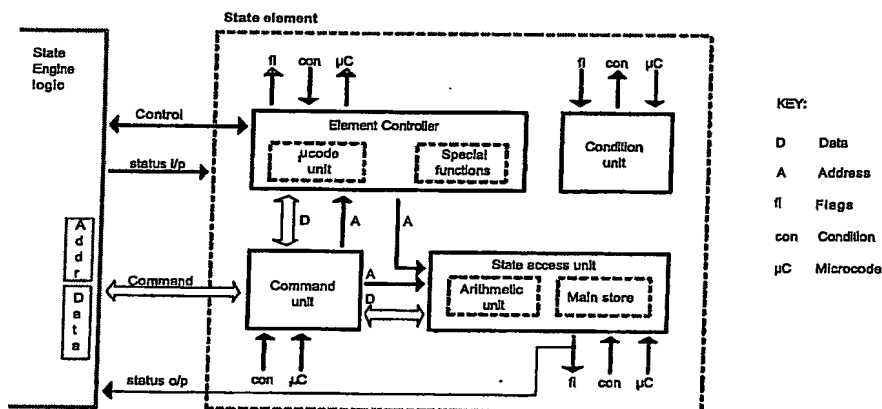 State element
State
Engine
logic
fl con µC
fl con µC
Control
Element Controller
µcode
unit
Special
functions
Condition
unit
status i/p
D A A
Addr
Data
Command
Command
unit
A
D
State access unit
Arithmetic
unit
Main store
con µC
fl con µC
status o/p
KEY:
D Data
A Address
fl Flags
con Condition
µC Microcode